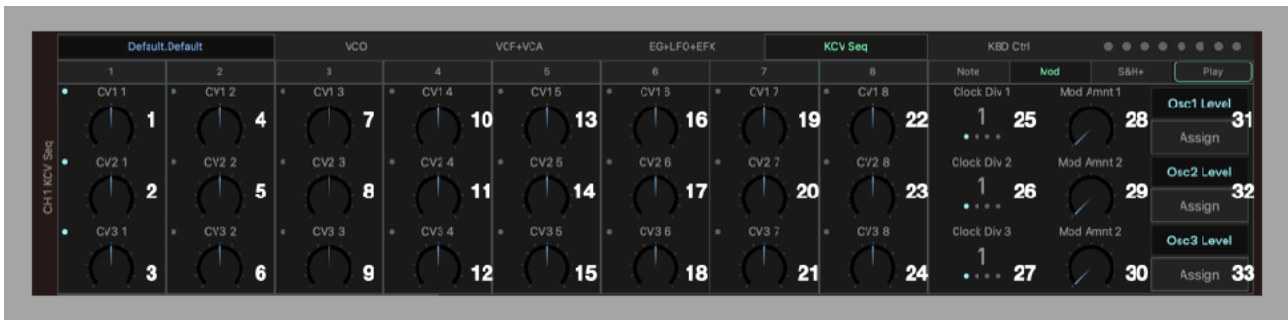 Default.Default VCO VCF+VCA EG+LFO+EFX KCV Seq KBD Ctrl
1 2 3 4 5 6 7 8 Note Mod S&H+ Play
CH 1 KCV Seq
CV1 1 CV1 2 CV1 3 CV1 4 CV1 5 CV1 6 CV1 7 CV1 8 Clock Div 1 Mod Amnt 1 Osc1 Level
1 4 7 10 13 16 19 22 1 25 28 31
Assign
CV2 1 CV2 2 CV2 3 CV2 4 CV2 5 CV2 6 CV2 7 CV2 8 Clock Div 2 Mod Amnt 2 Osc2 Level
2 5 8 11 14 17 20 23 1 26 29 32
Assign
CV3 1 CV3 2 CV3 3 CV3 4 CV3 5 CV3 6 CV3 7 CV3 8 Clock Div 3 Mod Amnt 2 Osc3 Level
3 6 9 12 15 18 21 24 1 27 30 Assign 33